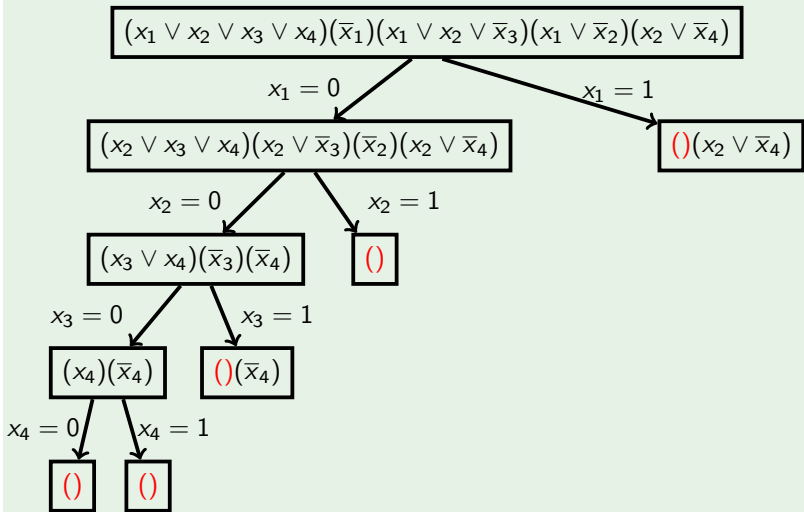 (x₁ ∨ x₂ ∨ x₃ ∨ x₄)(x̅₁)(x₁ ∨ x₂ ∨ x̅₃)(x₁ ∨ x̅₂)(x₂ ∨ x̅₄)
x₁ = 0
x₁ = 1
(x₂ ∨ x₃ ∨ x₄)(x₂ ∨ x̅₃)(x̅₂)(x₂ ∨ x̅₄)
()(x₂ ∨ x̅₄)
x₂ = 0
x₂ = 1
(x₃ ∨ x₄)(x̅₃)(x̅₄)
()
x₃ = 0
x₃ = 1
(x₄)(x̅₄)
()(x̅₄)
x₄ = 0
x₄ = 1
()
()